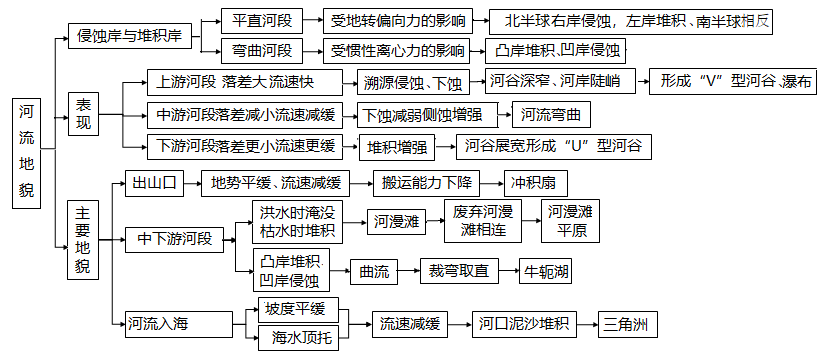 河流地貌
侵蚀岸与堆积岸
平直河段
受地转偏向力的影响
北半球右岸侵蚀，左岸堆积、南半球相反
弯曲河段
受惯性离心力的影响
凸岸堆积、凹岸侵蚀
表现
上游河段 落差大流速快
溯源侵蚀、下蚀
河谷深窄、河岸陡峭
形成“V”型河谷、瀑布
中游河段落差减小流速减缓
下蚀减弱侧蚀增强
河流弯曲
下游河段落差更小流速更缓
堆积增强
河谷展宽形成“U”型河谷
主要地貌
出山口
地势平缓、流速减缓
搬运能力下降
冲积扇
中下游河段
洪水时淹没
枯水时堆积
河漫滩
废弃河漫
滩相连
河漫滩
平原
凸岸堆积、
凹岸侵蚀
曲流
裁弯取直
牛轭湖
河流入海
坡度平缓
海水顶托
流速减缓
河口泥沙堆积
三角洲